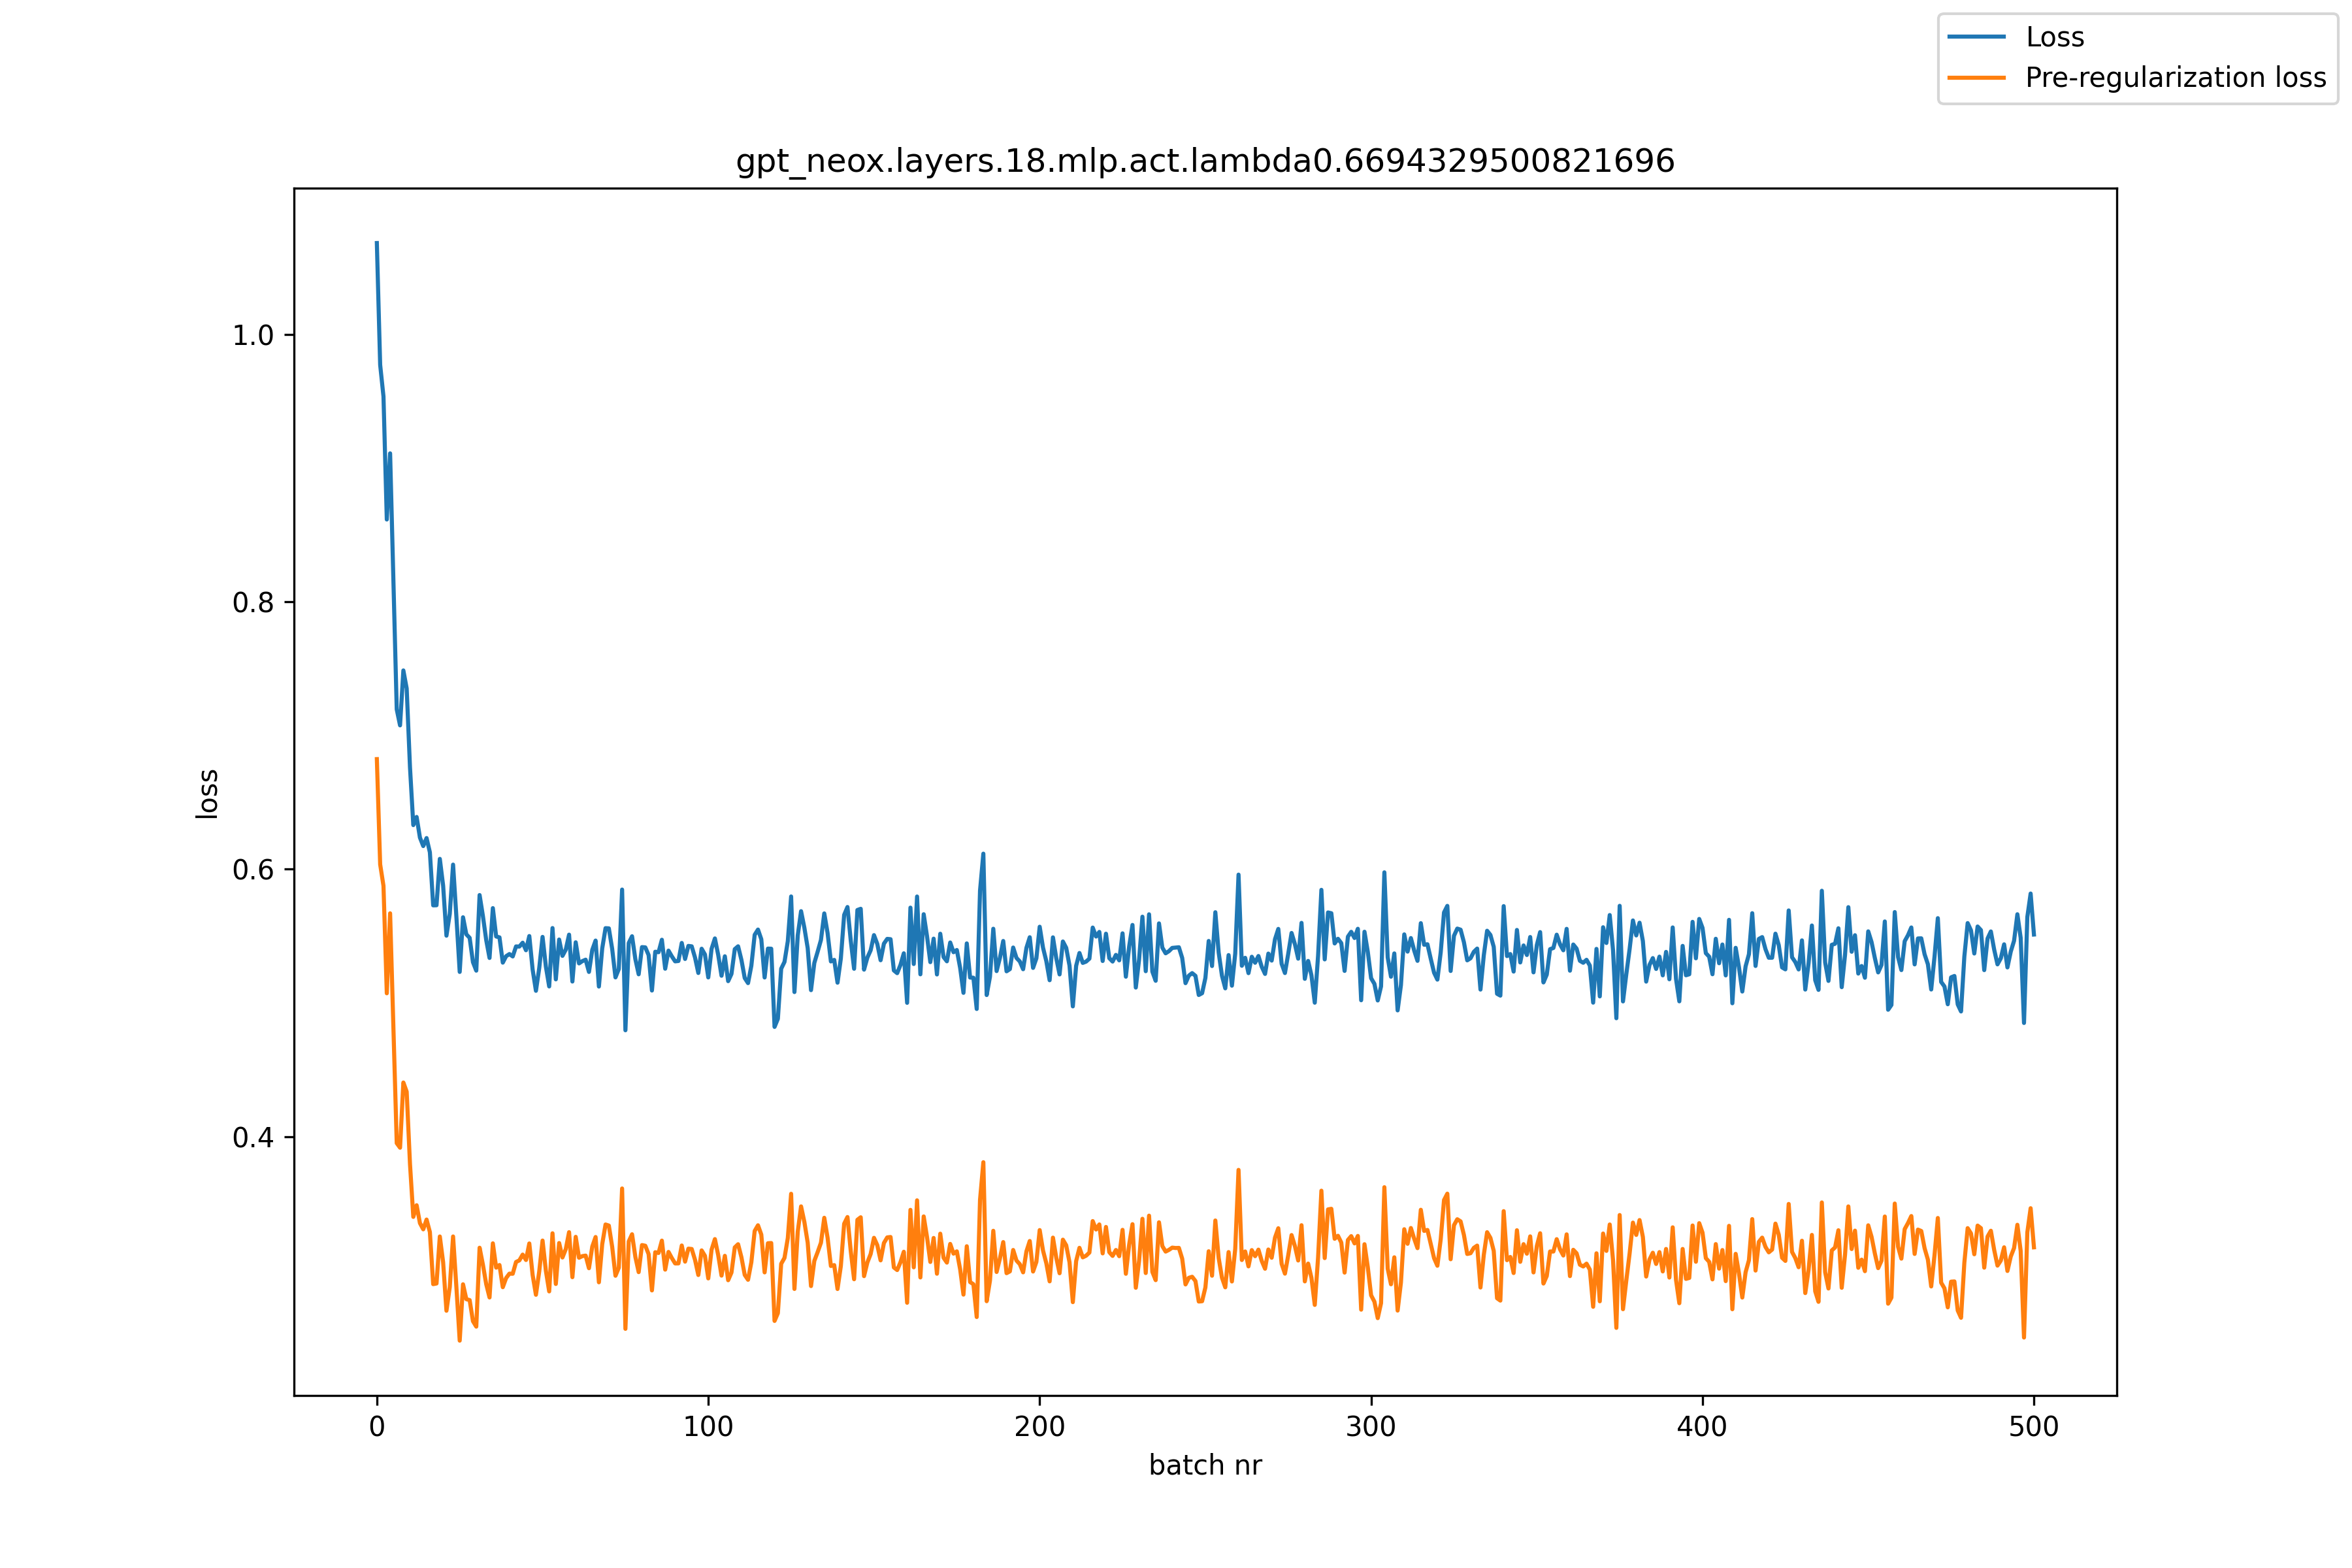 Loss
Pre-regularization loss
gpt_neox.layers.18.mlp.act.lambda0.6694329500821696
1.0
0.8
0.6
0.4
loss
0 100 200 300 400 500
batch nr